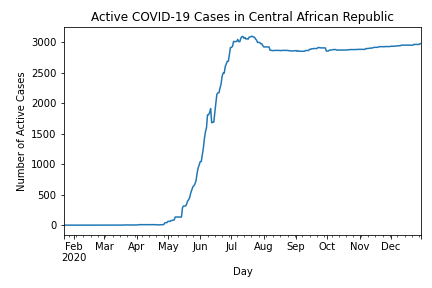 Active COVID-19 Cases in Central African Republic
3000
2500
2000
1500
1000
500
0
Number of Active Cases
Feb Mar Apr May Jun Jul Aug Sep Oct Nov Dec
2020
Day